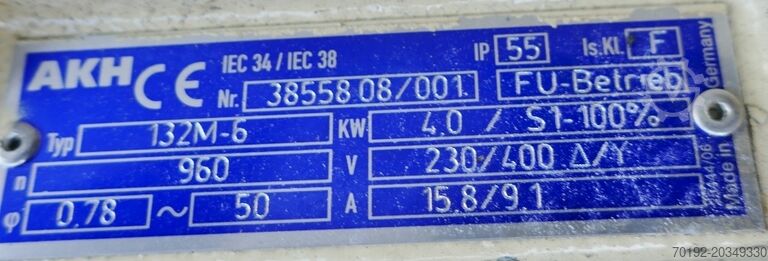 AKH CE IEC 34 / IEC 38 IP 55 Is.Kl. F
Nr. 38558 08/001. FU-Betrieb
Typ 132M-6 KW 4.0 / S1-100%
n 960 V 230/400 Δ/Y
φ 0.78 ~ 50 A 15.8/9.1
Made in Germany
70192-20349330